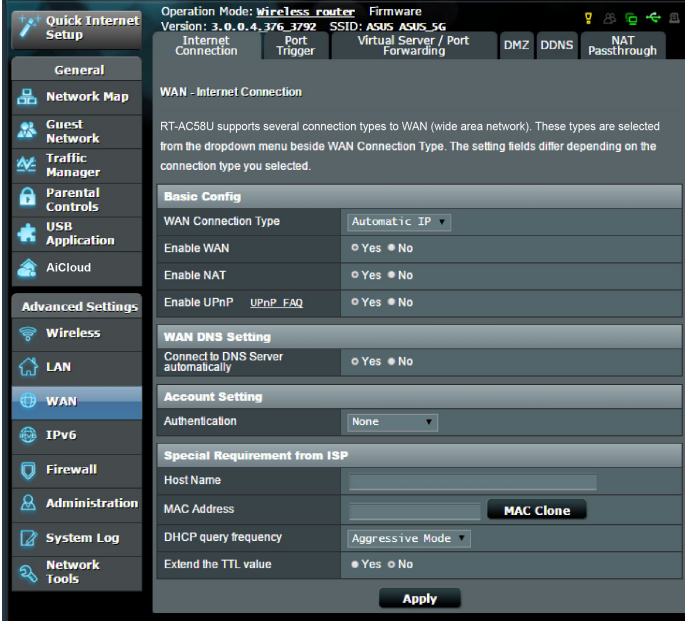 Quick Internet
Setup
Operation Mode: Wireless router Firmware
Version: 3.0.0.4.376_3792 SSID: ASUS ASUS_5G
Internet
Connection
Port
Trigger
Virtual Server / Port
Forwarding
DMZ
DDNS
NAT
Passthrough
General
Network Map
Guest
Network
Traffic
Manager
Parental
Controls
USB
Application
AiCloud
Advanced Settings
Wireless
LAN
WAN
IPv6
Firewall
Administration
System Log
Network
Tools
WAN - Internet Connection
RT-AC58U supports several connection types to WAN (wide area network). These types are selected
from the dropdown menu beside WAN Connection Type. The setting fields differ depending on the
connection type you selected.
Basic Config
WAN Connection Type Automatic IP
Enable WAN Yes No
Enable NAT Yes No
Enable UPnP UPnP FAQ Yes No
WAN DNS Setting
Connect to DNS Server
automatically
Yes No
Account Setting
Authentication None
Special Requirement from ISP
Host Name
MAC Address MAC Clone
DHCP query frequency Aggressive Mode
Extend the TTL value Yes No
Apply